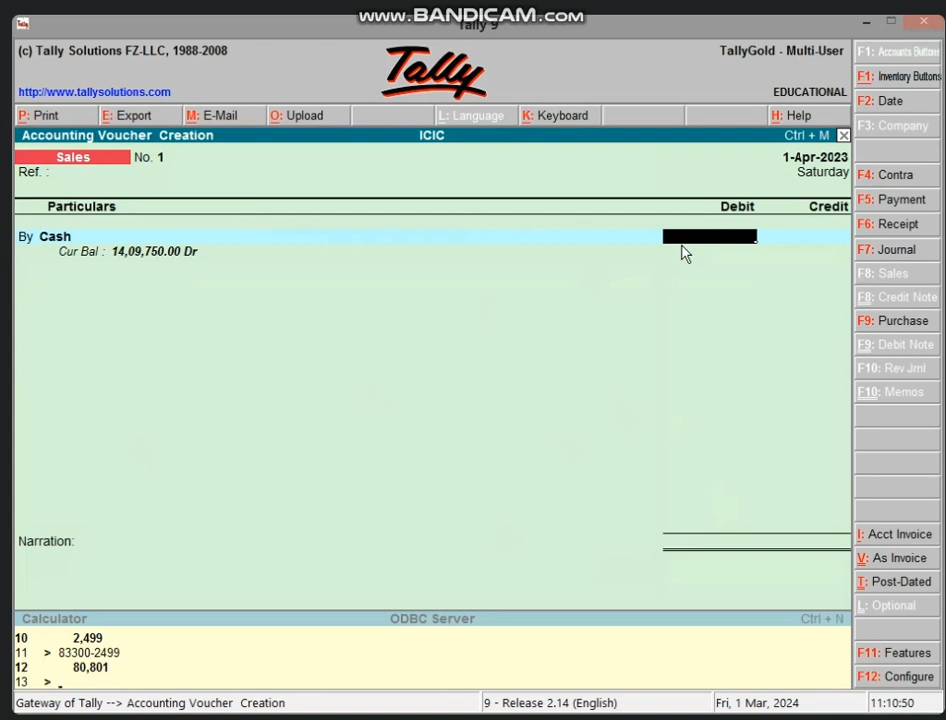 www.BANDICAM.com
Tally 9
(c) Tally Solutions FZ-LLC, 1988-2008
Tally
TallyGold - Multi-User
http://www.tallysolutions.com
EDUCATIONAL
P: Print E: Export M: E-Mail O: Upload L: Language K: Keyboard H: Help
Accounting Voucher Creation ICIC Ctrl + M
Sales No. 1 1-Apr-2023
Ref. : Saturday
Particulars Debit Credit
By Cash
Cur Bal : 14,09,750.00 Dr
Narration:
F1: Accounts Buttons
F1: Inventory Buttons
F2: Date
F3: Company
F4: Contra
F5: Payment
F6: Receipt
F7: Journal
F8: Sales
F8: Credit Note
F9: Purchase
F9: Debit Note
F10: Rev Jrnl
F10: Memos
I: Acct Invoice
V: As Invoice
T: Post-Dated
L: Optional
F11: Features
F12: Configure
Calculator ODBC Server Ctrl + N
10 2,499
11 > 83300-2499
12 80,801
13 > _
Gateway of Tally --> Accounting Voucher Creation 9 - Release 2.14 (English) Fri, 1 Mar, 2024 11:10:50